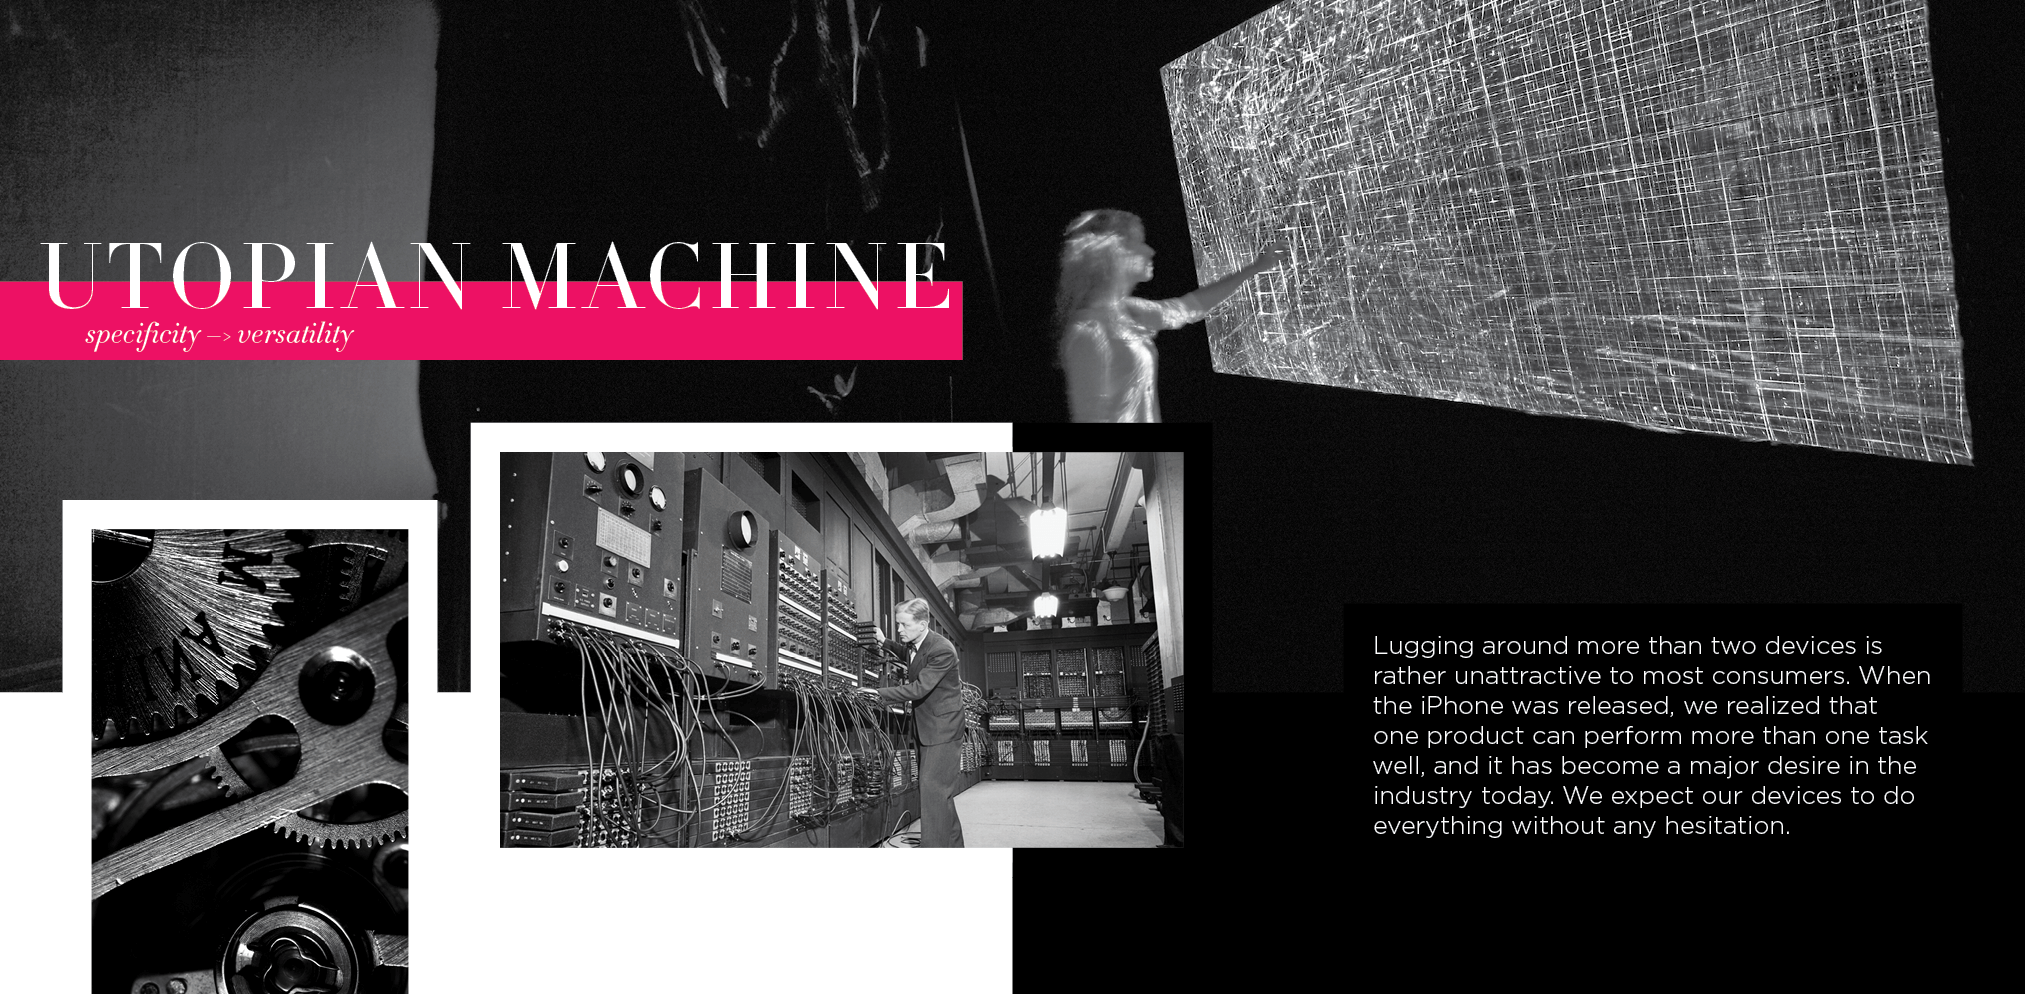 UTOPIAN MACHINE
specificity —> versatility
Lugging around more than two devices is
rather unattractive to most consumers. When
the iPhone was released, we realized that
one product can perform more than one task
well, and it has become a major desire in the
industry today. We expect our devices to do
everything without any hesitation.